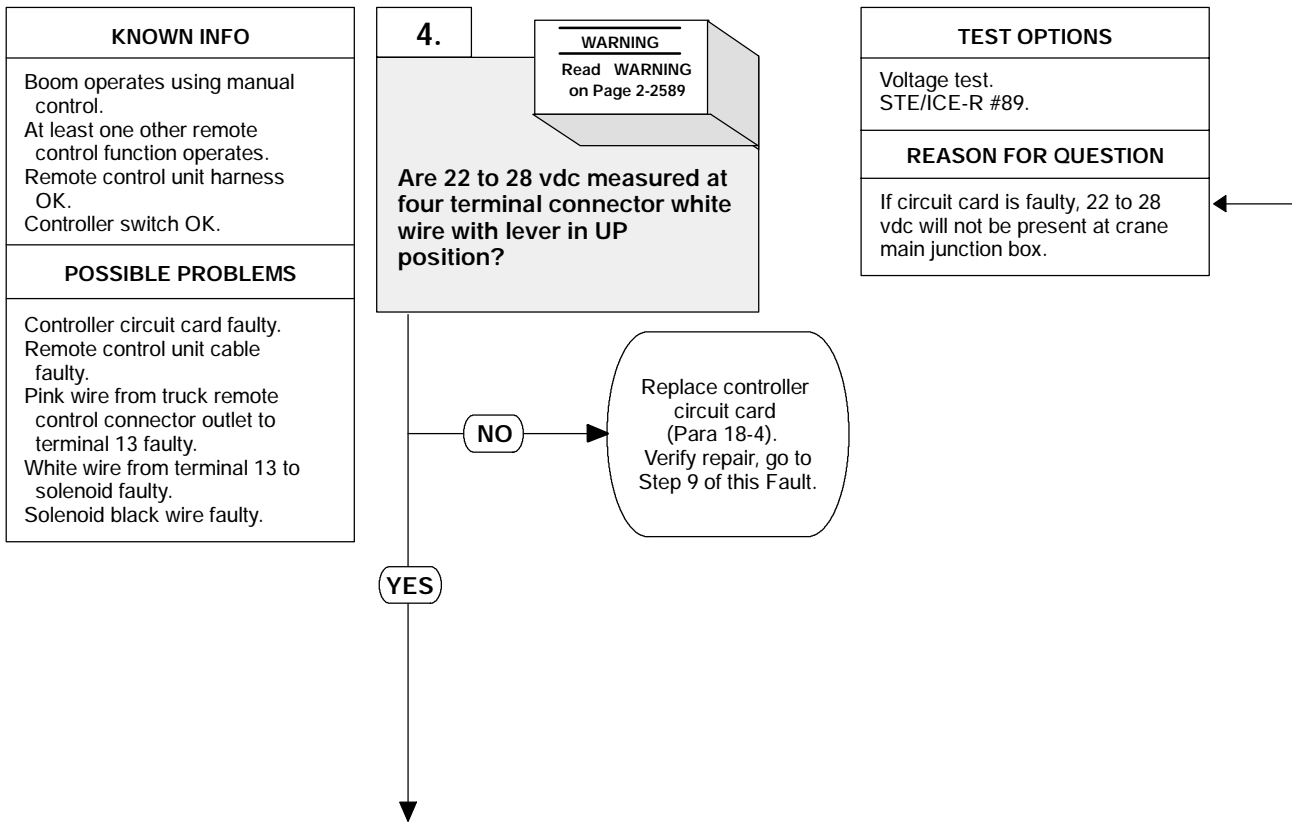 KNOWN INFO
Boom operates using manual
control.
At least one other remote
control function operates.
Remote control unit harness
OK.
Controller switch OK.
POSSIBLE PROBLEMS
Controller circuit card faulty.
Remote control unit cable
faulty.
Pink wire from truck remote
control connector outlet to
terminal 13 faulty.
White wire from terminal 13 to
solenoid faulty.
Solenoid black wire faulty.
4.
WARNING
Read WARNING
on Page 2-2589
Are 22 to 28 vdc measured at
four terminal connector white
wire with lever in UP
position?
NO
Replace controller
circuit card
(Para 18-4).
Verify repair, go to
Step 9 of this Fault.
YES
TEST OPTIONS
Voltage test.
STE/ICE-R #89.
REASON FOR QUESTION
If circuit card is faulty, 22 to 28
vdc will not be present at crane
main junction box.